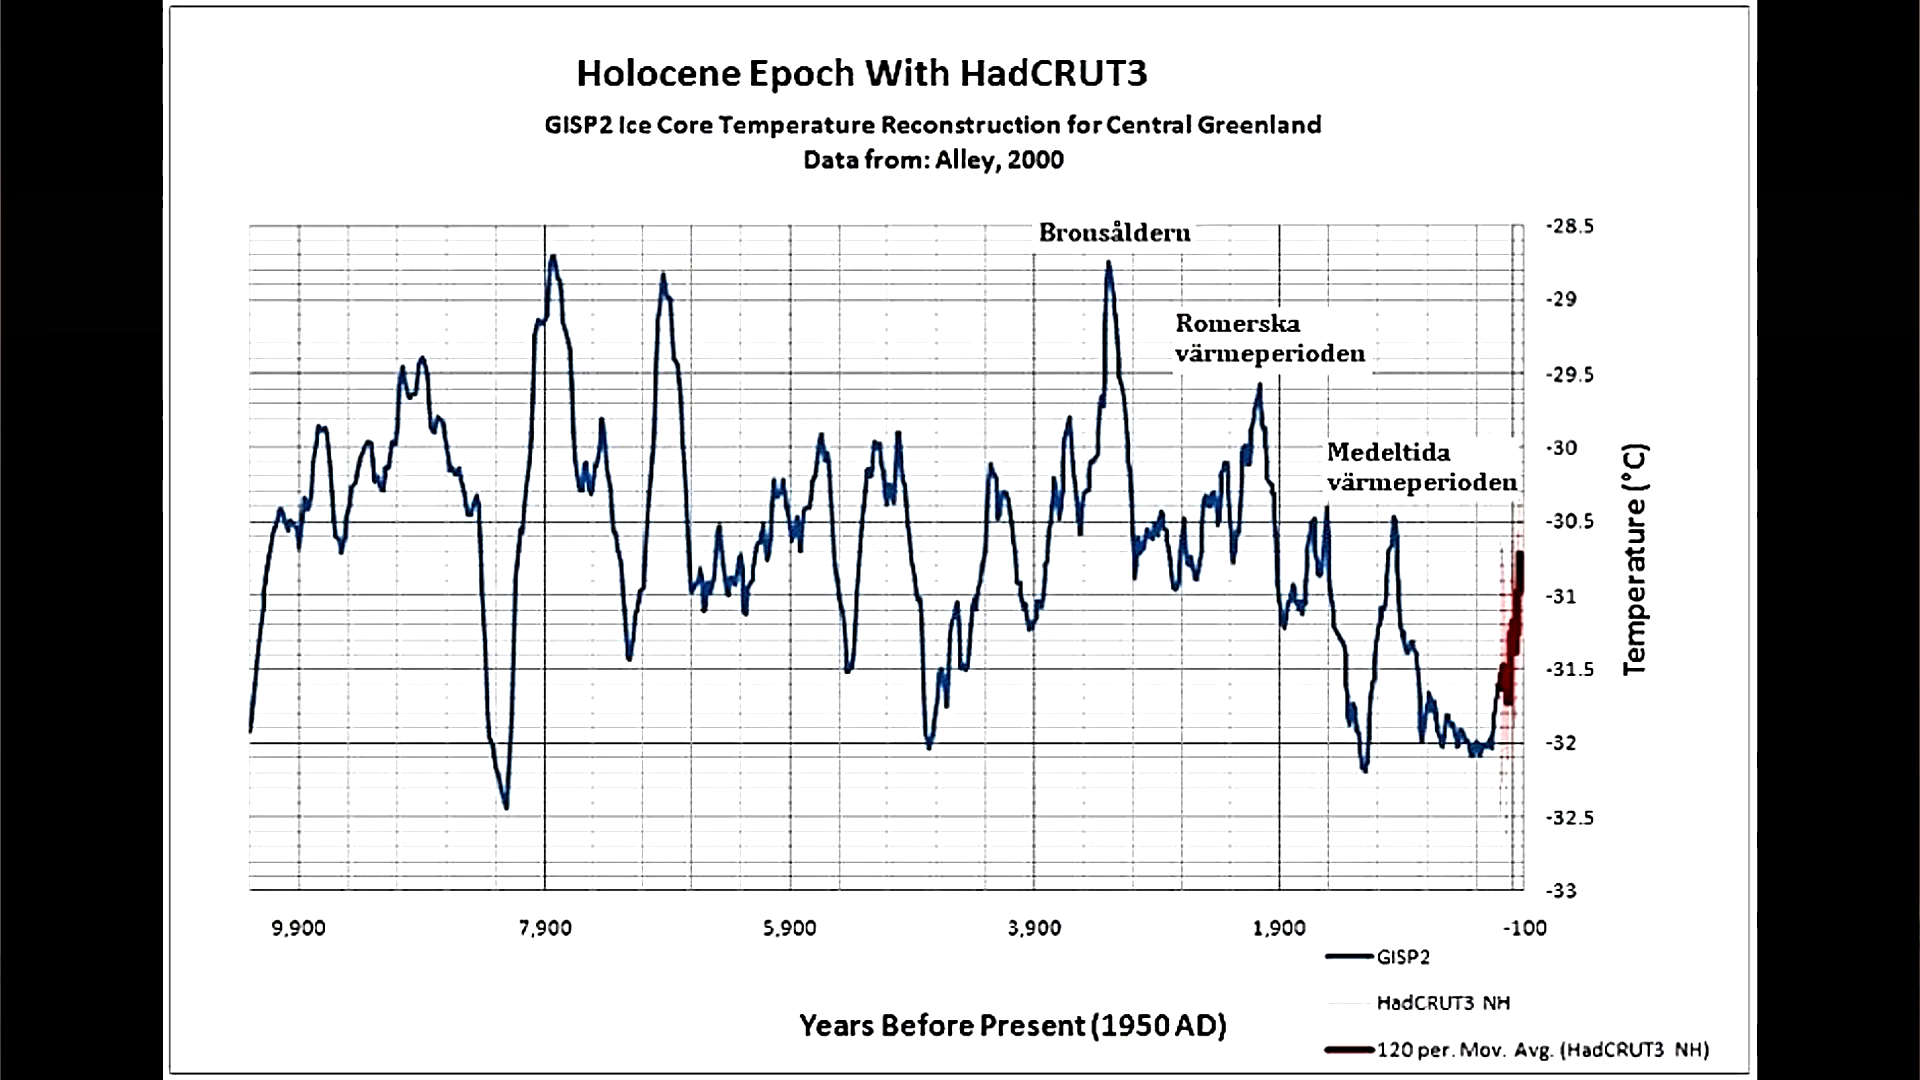 Holocene Epoch With HadCRUT3
GISP2 Ice Core Temperature Reconstruction for Central Greenland
Data from: Alley, 2000
Bronsåldern
Romerska
värmeperioden
Medeltida
värmeperioden
-28.5
-29
-29.5
-30
-30.5
-31
-31.5
-32
-32.5
-33
Temperature (°C)
9,900 7,900 5,900 3,900 1,900 -100
Years Before Present (1950 AD)
GISP2
HadCRUT3 NH
120 per. Mov. Avg. (HadCRUT3 NH)